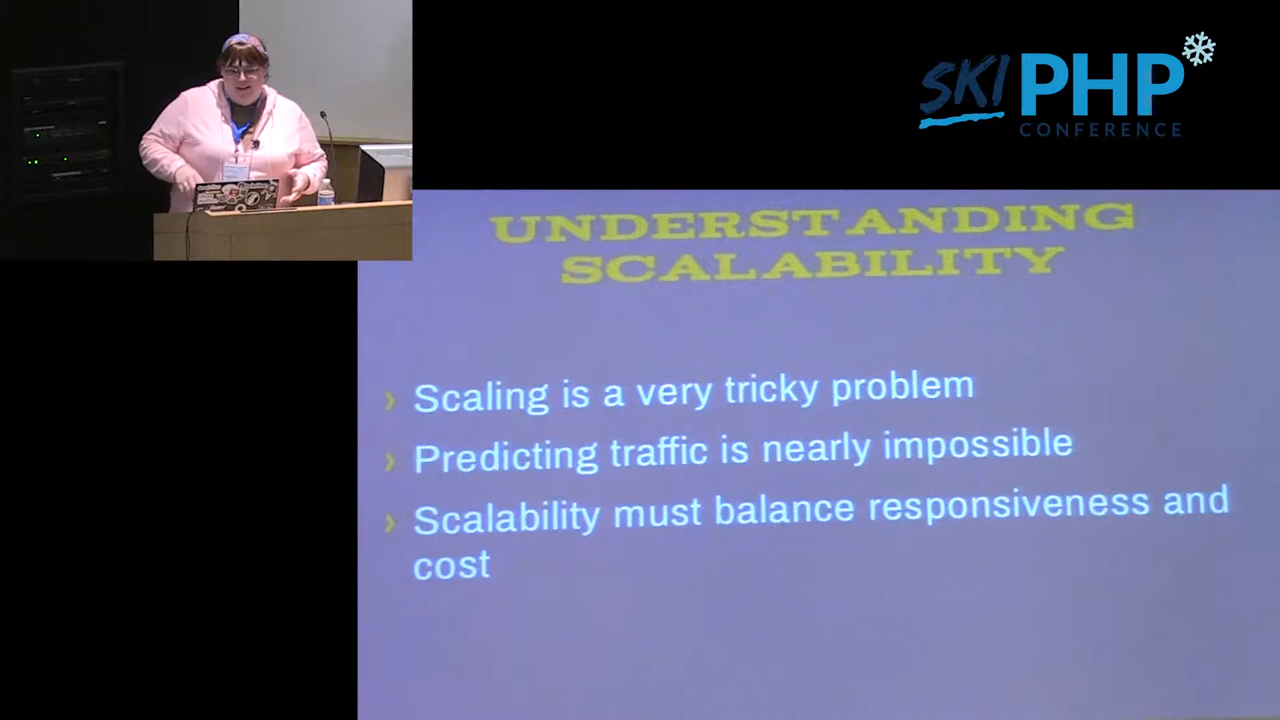 SKI PHP
CONFERENCE
UNDERSTANDING
SCALABILITY
› Scaling is a very tricky problem
› Predicting traffic is nearly impossible
› Scalability must balance responsiveness and
cost